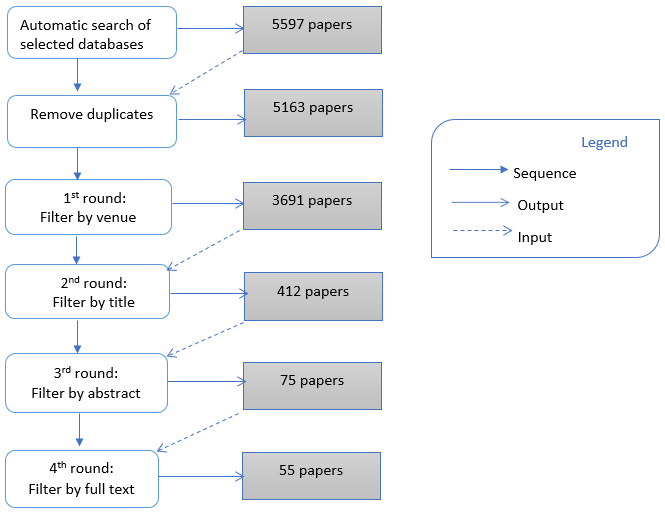 Automatic search of
selected databases
5597 papers
Remove duplicates
5163 papers
1st round:
Filter by venue
3691 papers
2nd round:
Filter by title
412 papers
3rd round:
Filter by abstract
75 papers
4th round:
Filter by full text
55 papers
Legend
Sequence
Output
Input